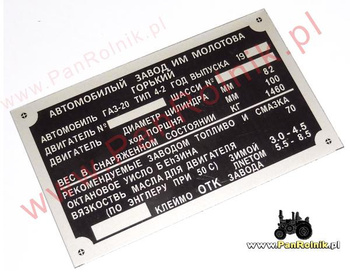 www.PanRolnik.pl
АВТОМОБИЛЬНЫЙ ЗАВОД ИМ МОЛОТОВА
ГОРЬКИЙ
АВТОМОБИЛЬ ГАЗ-20 ТИП 4-2 ГОД ВЫПУСКА 19
ДВИГАТЕЛЬ № ШАССИ №
ДВИГАТЕЛЬ ДИАМЕТР ЦИЛИНДРА ММ 82
ХОД ПОРШНЯ ММ 100
ВЕС В СНАРЯЖЕННОМ СОСТОЯНИИ КГ 1460
РЕКОМЕНДУЕМЫЕ ЗАВОДОМ ТОПЛИВО И СМАЗКА
ОКТАНОВОЕ ЧИСЛО БЕНЗИНА 70
ВЯЗКОСТЬ МАСЛА ДЛЯ ДВИГАТЕЛЯ ЗИМОЙ 3,0-4,5
(ПО ЭНГЛЕРУ ПРИ 50 С) ЛЕТОМ 5,5-8,5
КЛЕЙМО ОТК ЗАВОДА
www.PanRolnik.pl